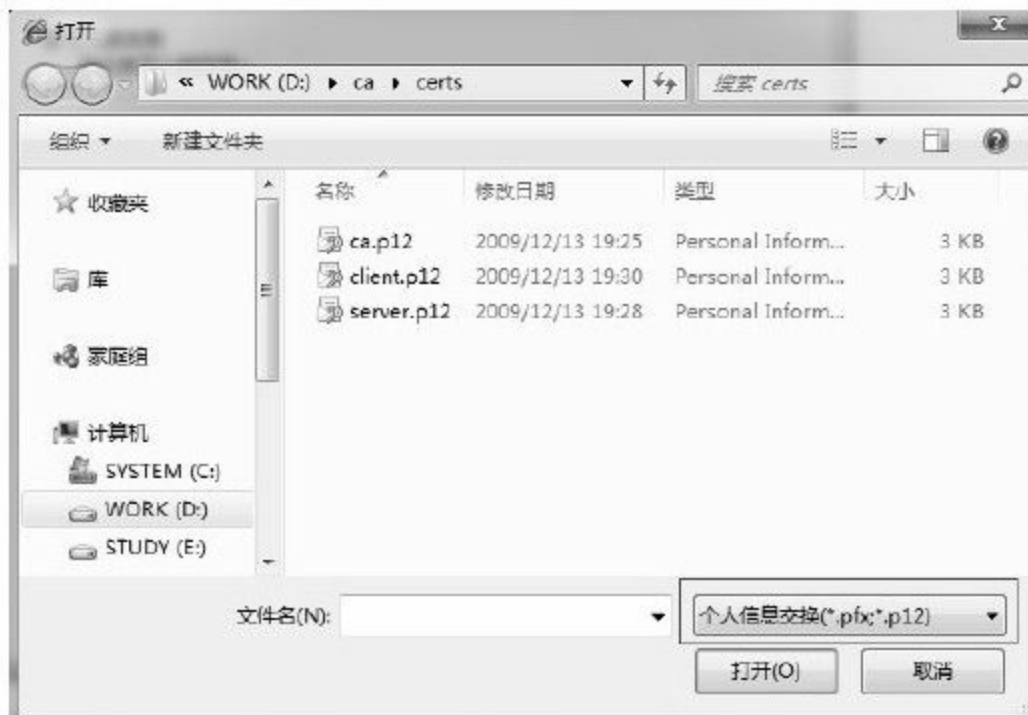 打开
« WORK (D:) ▸ ca ▸ certs 搜索 certs
组织 新建文件夹
名称 修改日期 类型 大小
收藏夹
ca.p12 2009/12/13 19:25 Personal Inform... 3 KB
库
client.p12 2009/12/13 19:30 Personal Inform... 3 KB
server.p12 2009/12/13 19:28 Personal Inform... 3 KB
家庭组
计算机
SYSTEM (C:)
WORK (D:)
STUDY (E:)
文件名(N): 个人信息交换(*.pfx;*.p12)
打开(O) 取消